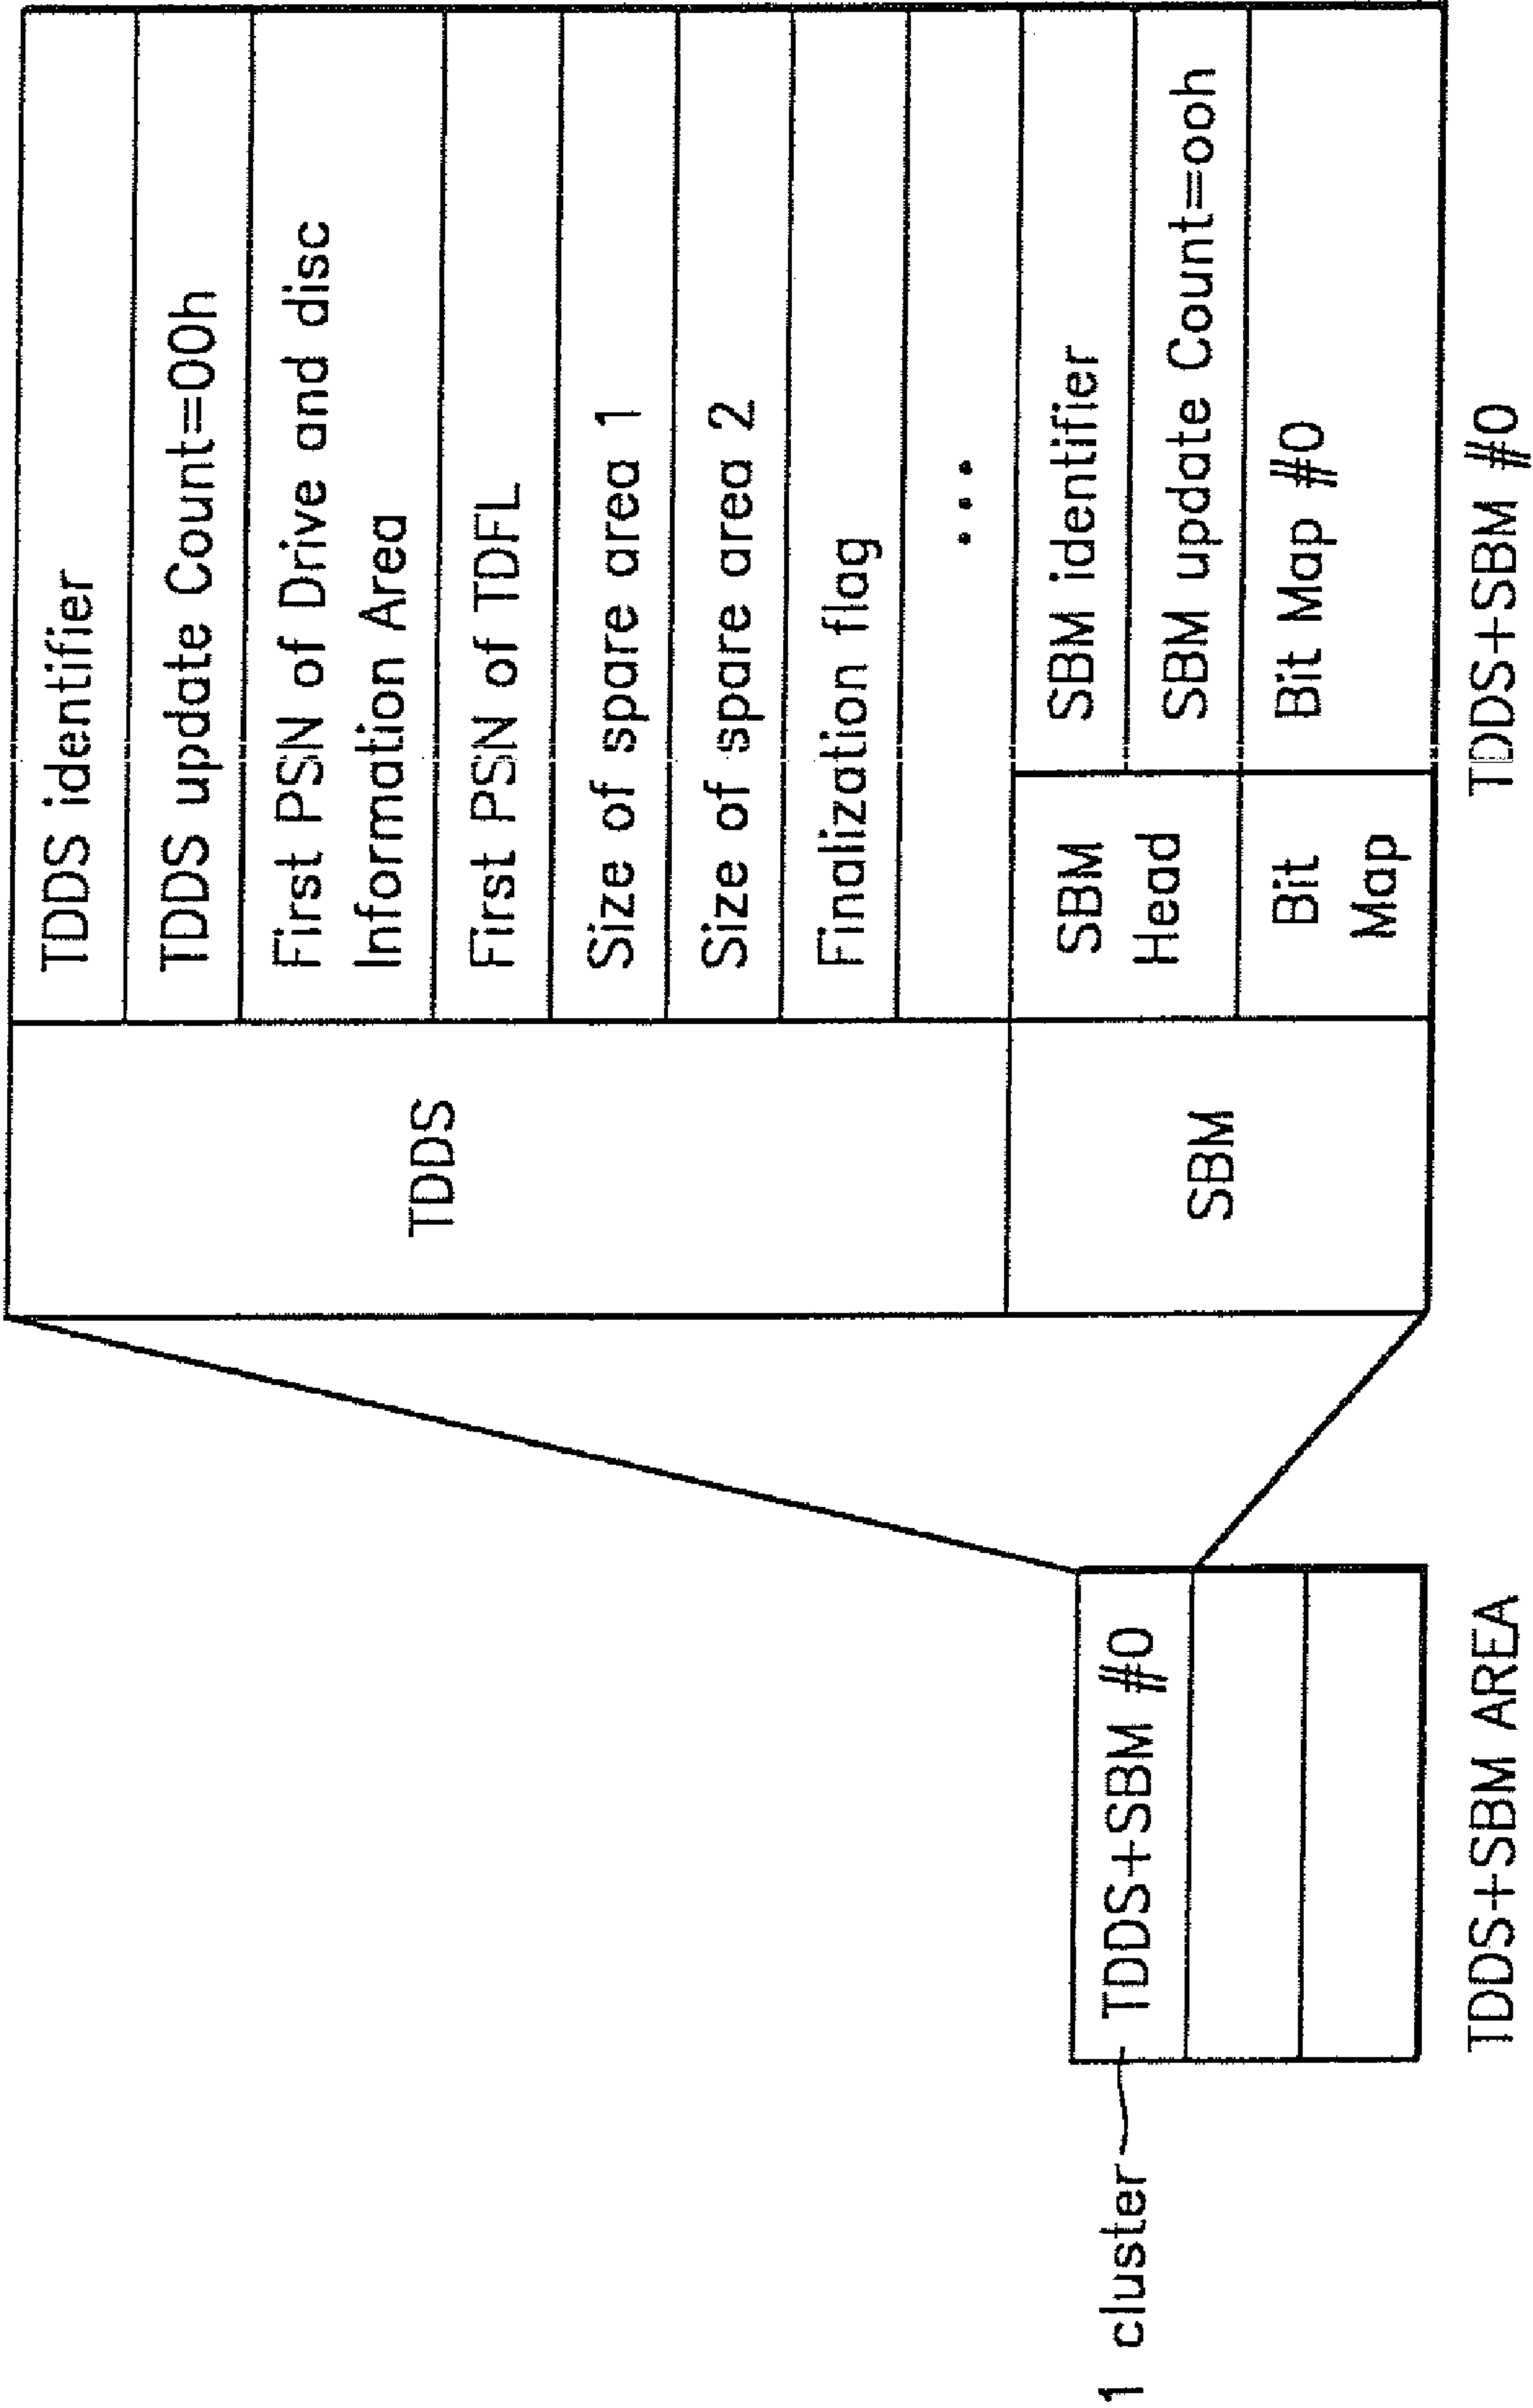 1 cluster
TDDS+SBM #0
TDDS+SBM AREA
TDDS
SBM
TDDS identifier
TDDS update Count=00h
First PSN of Drive and disc
Information Area
First PSN of TDFL
Size of spare area 1
Size of spare area 2
Finalization flag
...
SBM
Head
SBM identifier
SBM update Count=ooh
Bit
Map
Bit Map #0
TDDS+SBM #0